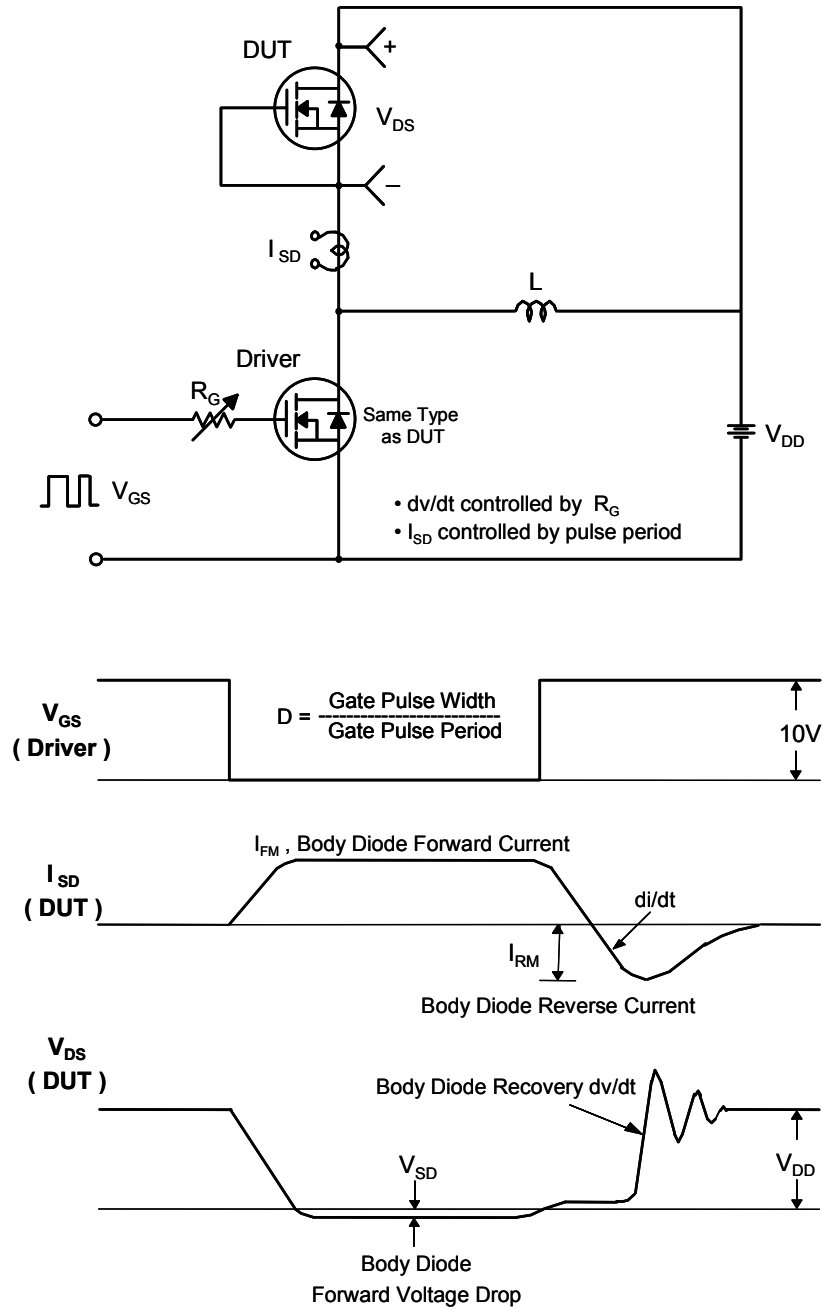 DUT
+
V_DS
–
I_SD
L
Driver
R_G
Same Type
as DUT
V_DD
V_GS
• dv/dt controlled by R_G
• I_SD controlled by pulse period
V_GS
( Driver )
D = Gate Pulse Width
Gate Pulse Period
10V
I_FM , Body Diode Forward Current
I_SD
( DUT )
di/dt
I_RM
Body Diode Reverse Current
V_DS
( DUT )
Body Diode Recovery dv/dt
V_SD
V_DD
Body Diode
Forward Voltage Drop